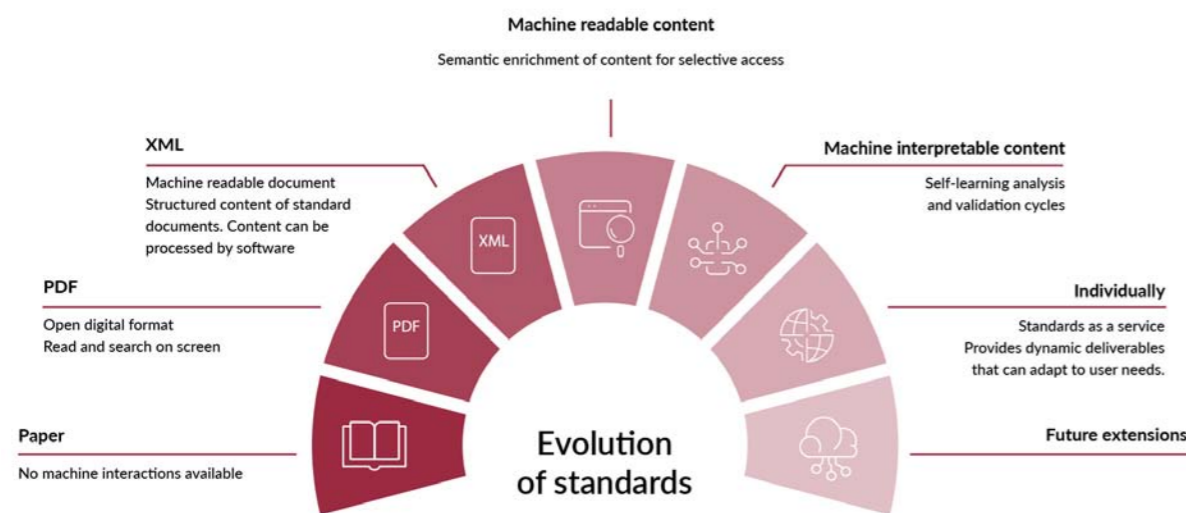 Machine readable content
Semantic enrichment of content for selective access
XML
Machine readable document
Structured content of standard
documents. Content can be
processed by software
Machine interpretable content
Self-learning analysis
and validation cycles
PDF
Open digital format
Read and search on screen
Individually
Standards as a service
Provides dynamic deliverables
that can adapt to user needs.
Paper
No machine interactions available
Future extensions
XML
PDF
Evolution
of standards